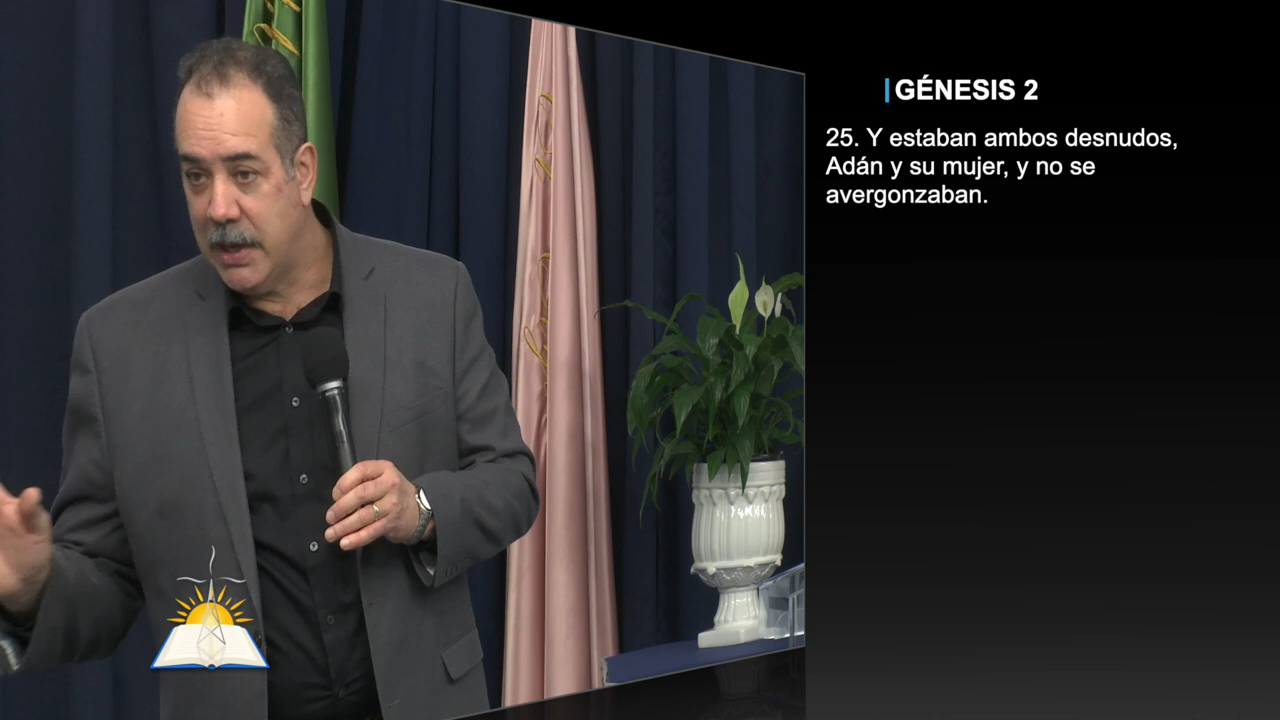 GÉNESIS 2
25. Y estaban ambos desnudos,
Adán y su mujer, y no se
avergonzaban.